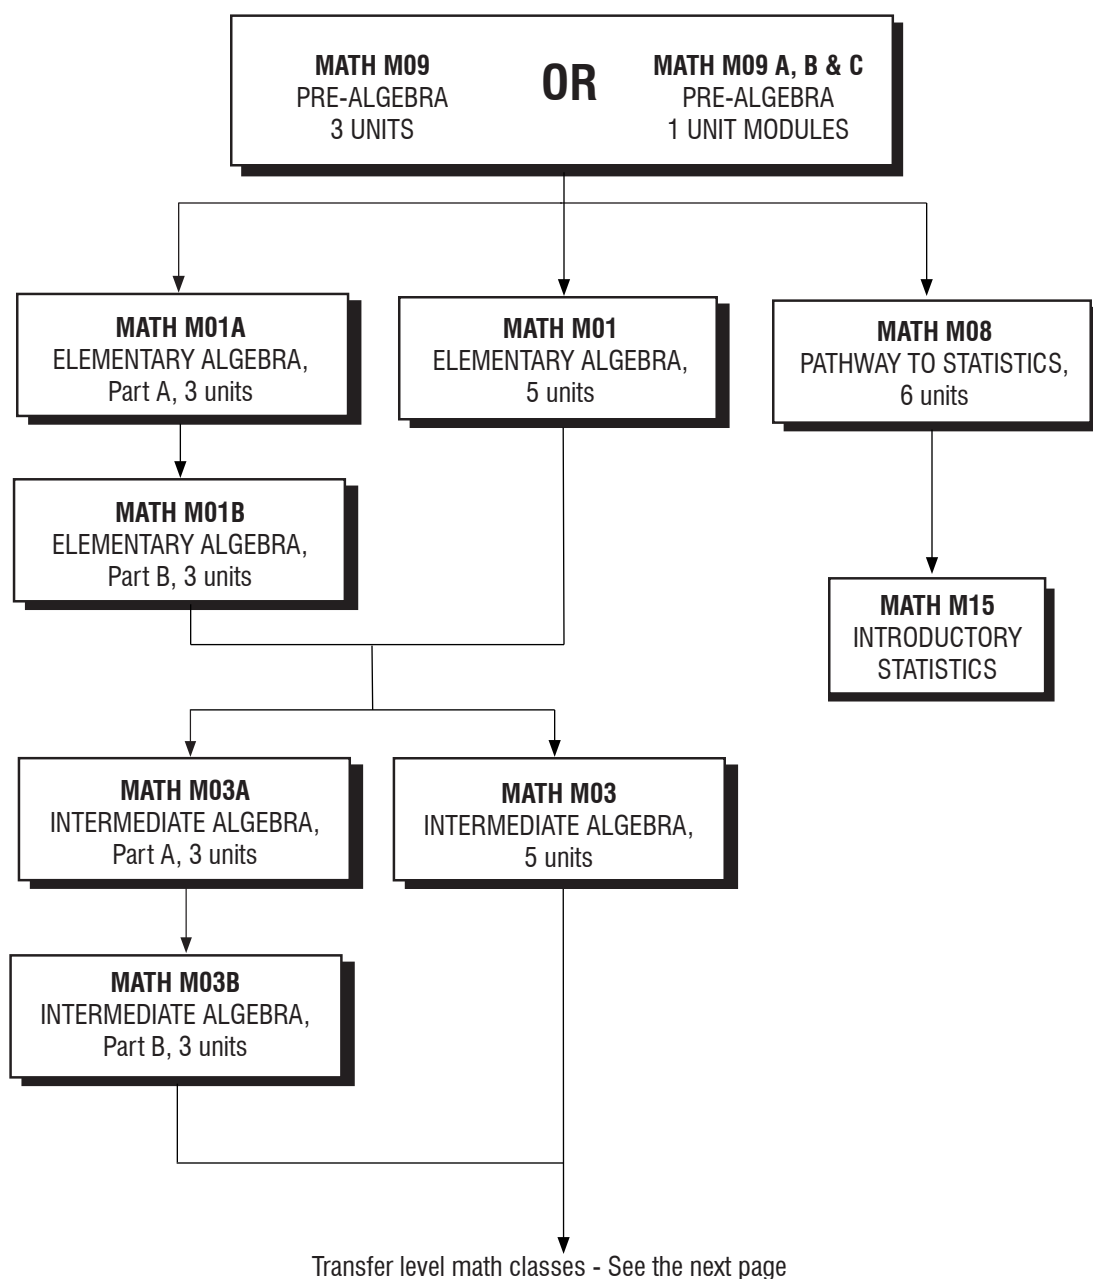 MATH M09
PRE-ALGEBRA
3 UNITS
OR
MATH M09 A, B & C
PRE-ALGEBRA
1 UNIT MODULES
MATH M01A
ELEMENTARY ALGEBRA,
Part A, 3 units
MATH M01
ELEMENTARY ALGEBRA,
5 units
MATH M08
PATHWAY TO STATISTICS,
6 units
MATH M01B
ELEMENTARY ALGEBRA,
Part B, 3 units
MATH M15
INTRODUCTORY
STATISTICS
MATH M03A
INTERMEDIATE ALGEBRA,
Part A, 3 units
MATH M03
INTERMEDIATE ALGEBRA,
5 units
MATH M03B
INTERMEDIATE ALGEBRA,
Part B, 3 units
Transfer level math classes - See the next page